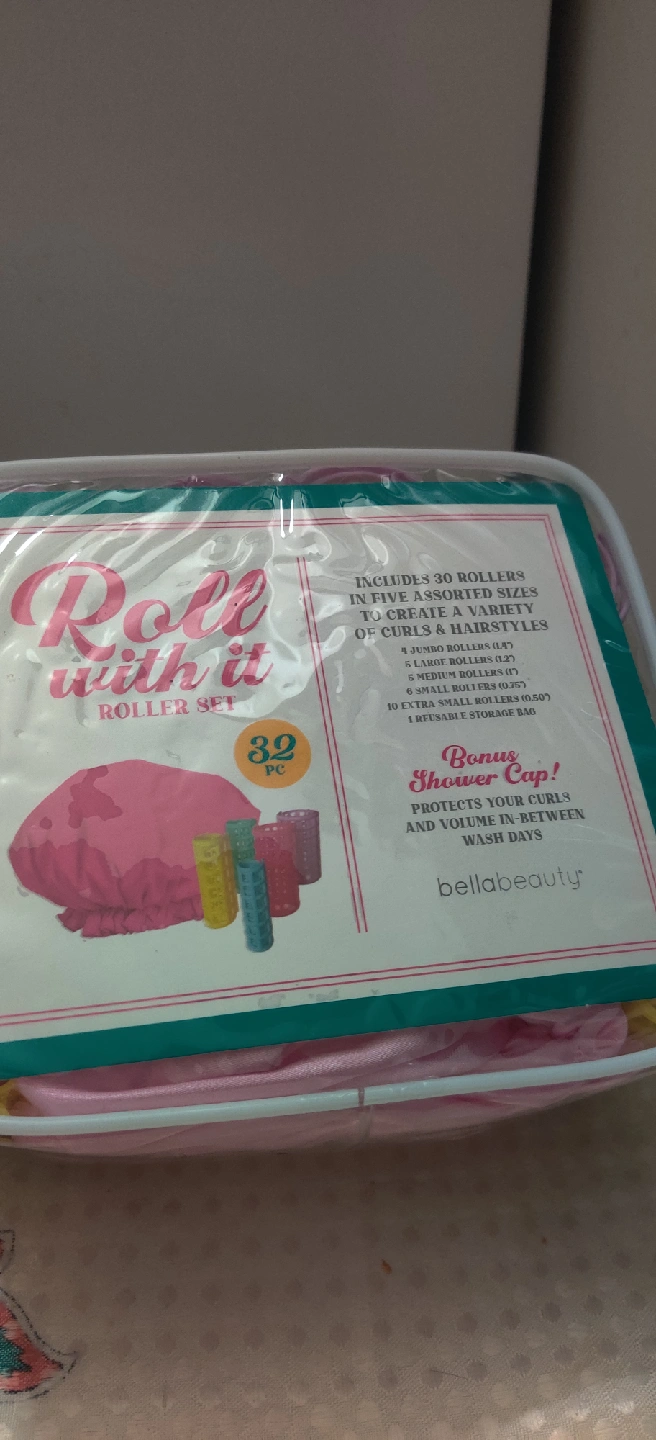 Roll
with it
ROLLER SET
32
PC
INCLUDES 30 ROLLERS
IN FIVE ASSORTED SIZES
TO CREATE A VARIETY
OF CURLS & HAIRSTYLES
4 JUMBO ROLLERS (1.4")
5 LARGE ROLLERS (1.2")
5 MEDIUM ROLLERS (1")
6 SMALL ROLLERS (0.75")
10 EXTRA SMALL ROLLERS (0.50")
1 REUSABLE STORAGE BAG
Bonus
Shower Cap!
PROTECTS YOUR CURLS
AND VOLUME IN-BETWEEN
WASH DAYS
bellabeauty